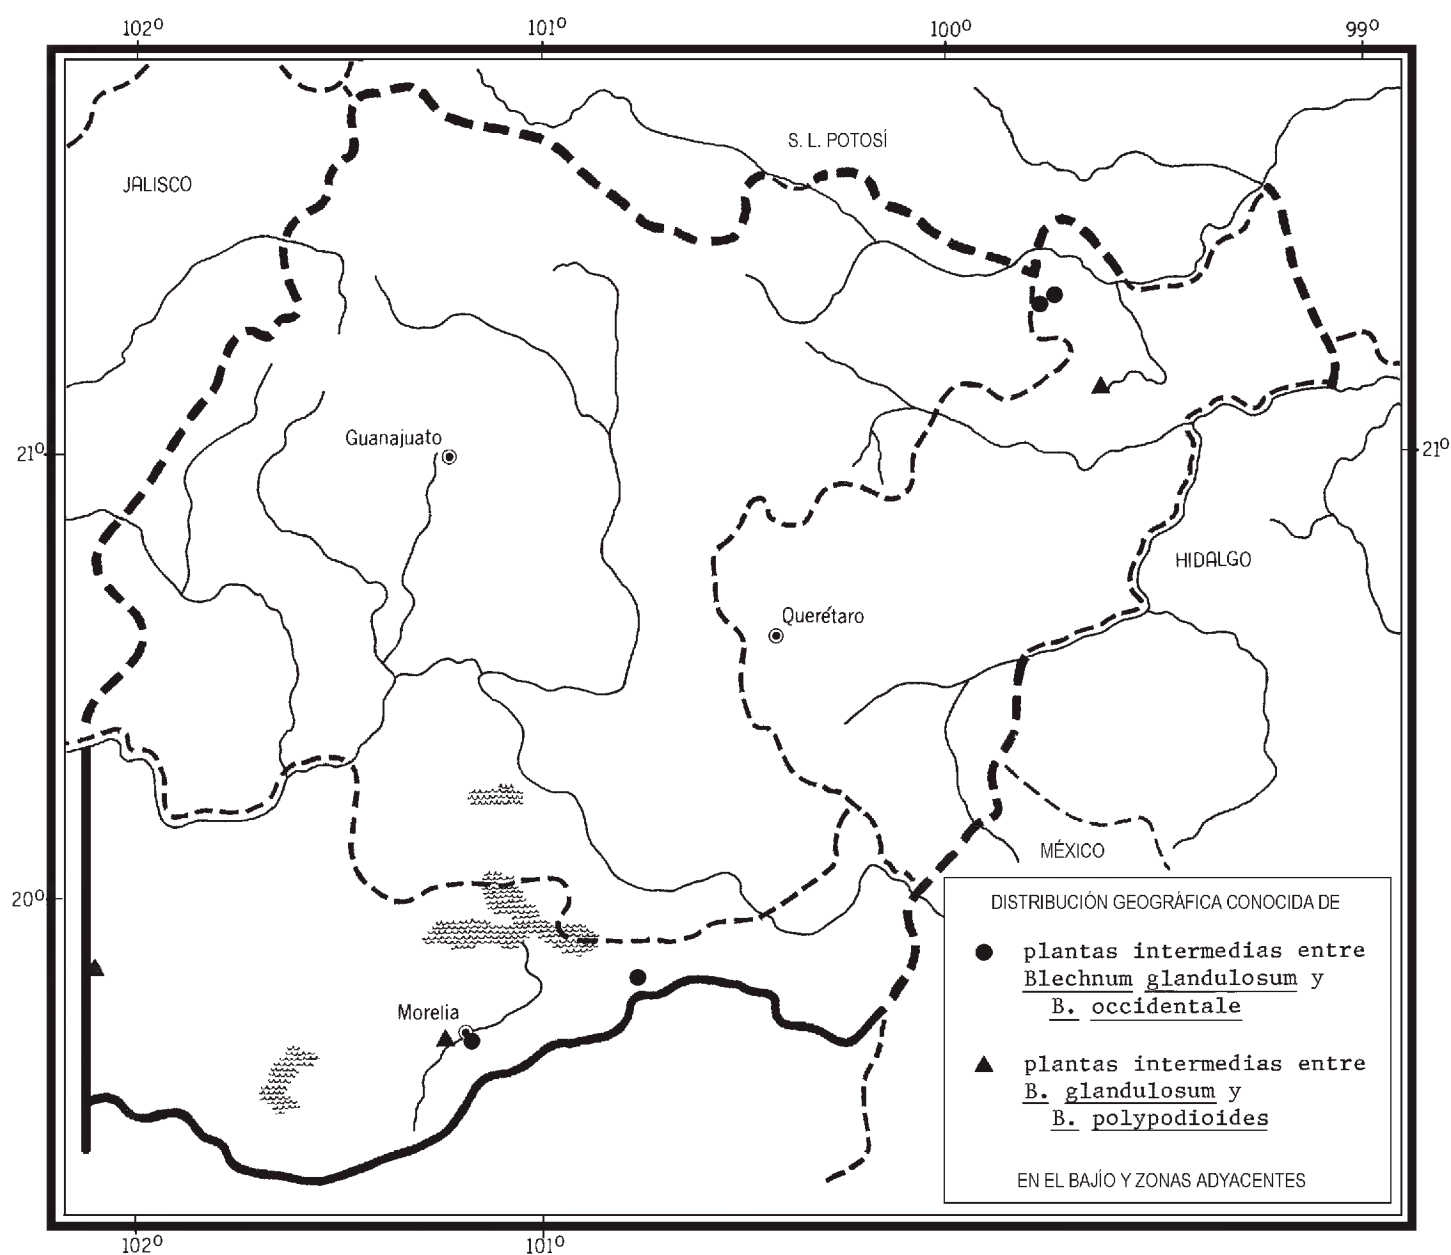 102º
101º
100º
99º
S. L. POTOSÍ
JALISCO
Guanajuato
21º
21º
HIDALGO
Querétaro
MÉXICO
20º
DISTRIBUCIÓN GEOGRÁFICA CONOCIDA DE
plantas intermedias entre
Blechnum glandulosum y
B. occidentale
Morelia
plantas intermedias entre
B. glandulosum y
B. polypodioides
EN EL BAJÍO Y ZONAS ADYACENTES
102º
101º